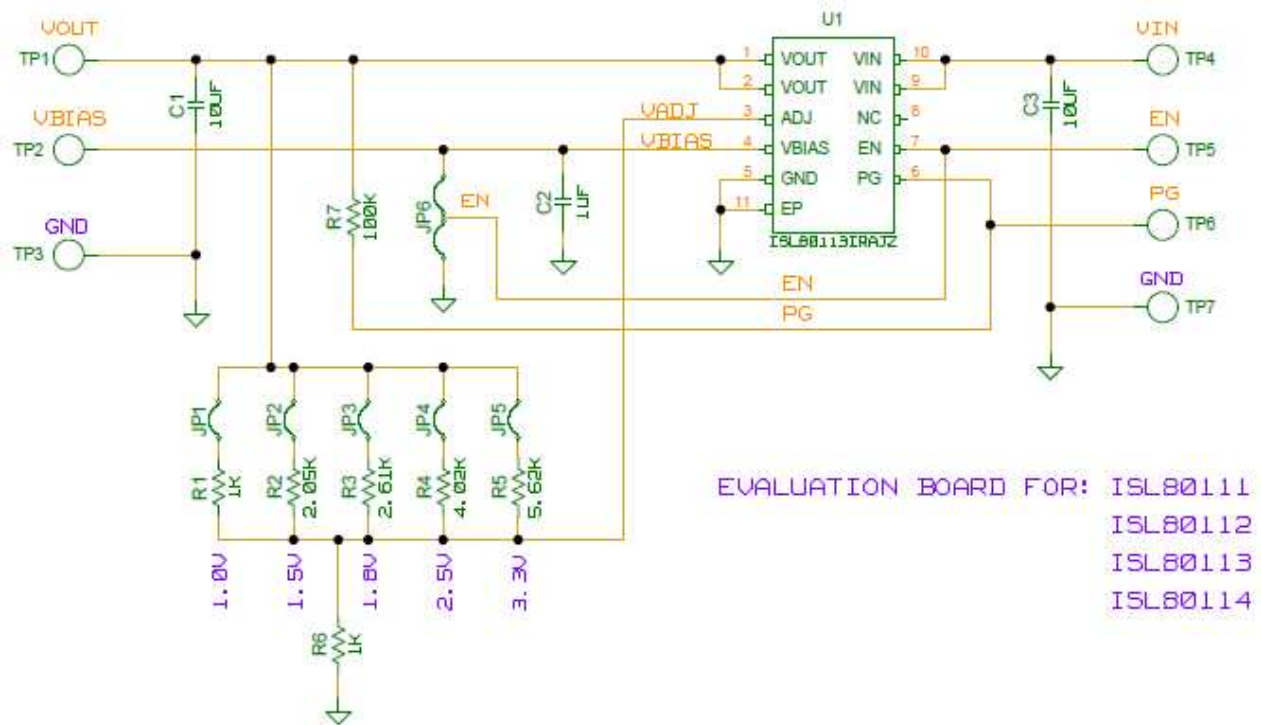 VOUT
TP1
VBIAS
TP2
GND
TP3
C1
10UF
R7
100K
JP6
EN
C2
1UF
VADJ
VBIAS
U1
1 VOUT VIN 10
2 VOUT VIN 9
3 ADJ NC 8
4 VBIAS EN 7
5 GND PG 6
11 EP
ISL80113IRAJZ
EN
PG
C3
10UF
VIN
TP4
EN
TP5
PG
TP6
GND
TP7
JP1
JP2
JP3
JP4
JP5
R1
1K
R2
2.05K
R3
2.61K
R4
4.02K
R5
5.62K
1.0V
1.5V
1.8V
2.5V
3.3V
R6
1K
EVALUATION BOARD FOR: ISL80111
ISL80112
ISL80113
ISL80114